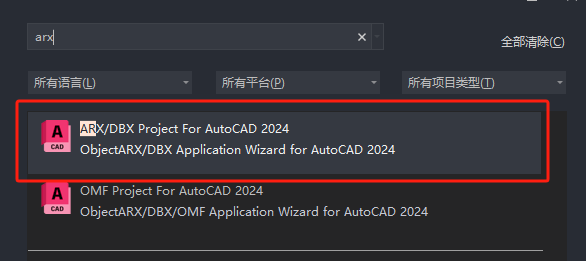 arx
全部清除(C)
所有语言(L)
所有平台(P)
所有项目类型(T)
A
CAD
ARX/DBX Project For AutoCAD 2024
ObjectARX/DBX Application Wizard for AutoCAD 2024
A
CAD
OMF Project For AutoCAD 2024
ObjectARX/DBX/OMF Application Wizard for AutoCAD 2024